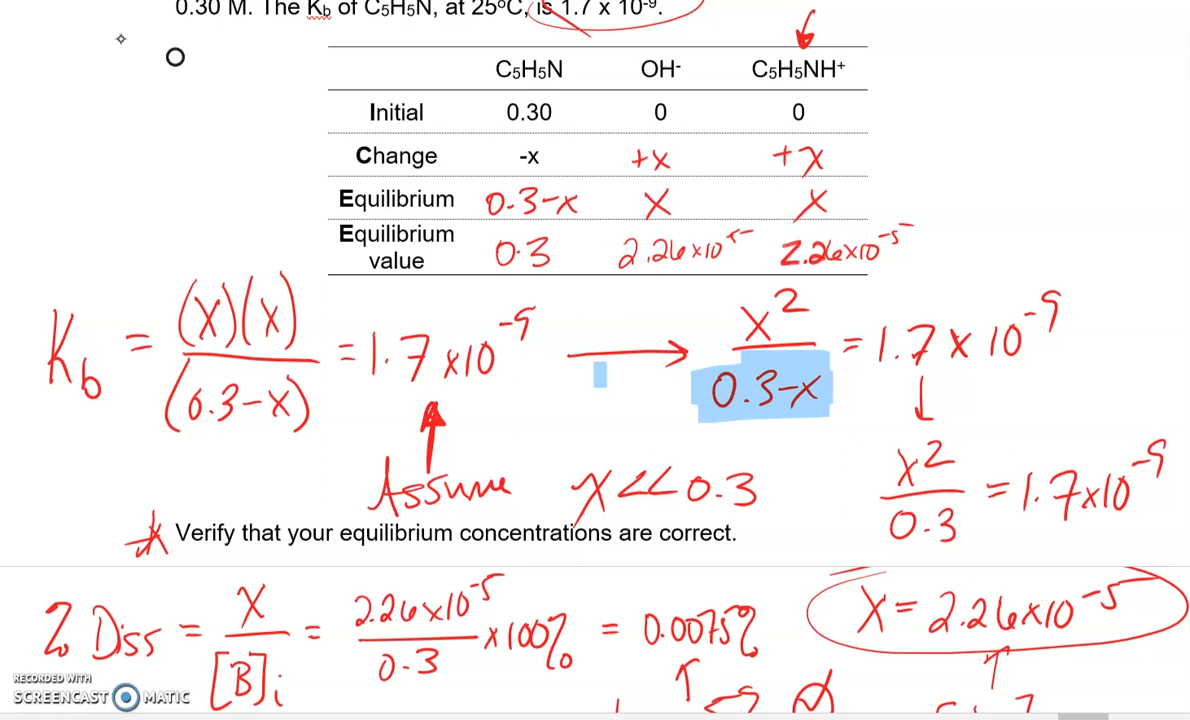 0.30 M. The Kb of C5H5N, at 25oC, is 1.7 x 10-9.
C5H5N OH- C5H5NH+
Initial 0.30 0 0
Change -x +x +x
Equilibrium 0.3-x x x
Equilibrium value 0.3 2.26x10-5 2.26x10-5
Kb = (x)(x) / (0.3-x) = 1.7x10-9 → x2 / 0.3-x = 1.7 x 10-9
Assume x<<0.3
x2 / 0.3 = 1.7x10-9
Verify that your equilibrium concentrations are correct.
% Diss = x / [B]i = 2.26x10-5 / 0.3 x100% = 0.0075%
x = 2.26x10-5
RECORDED WITH
SCREENCAST MATIC